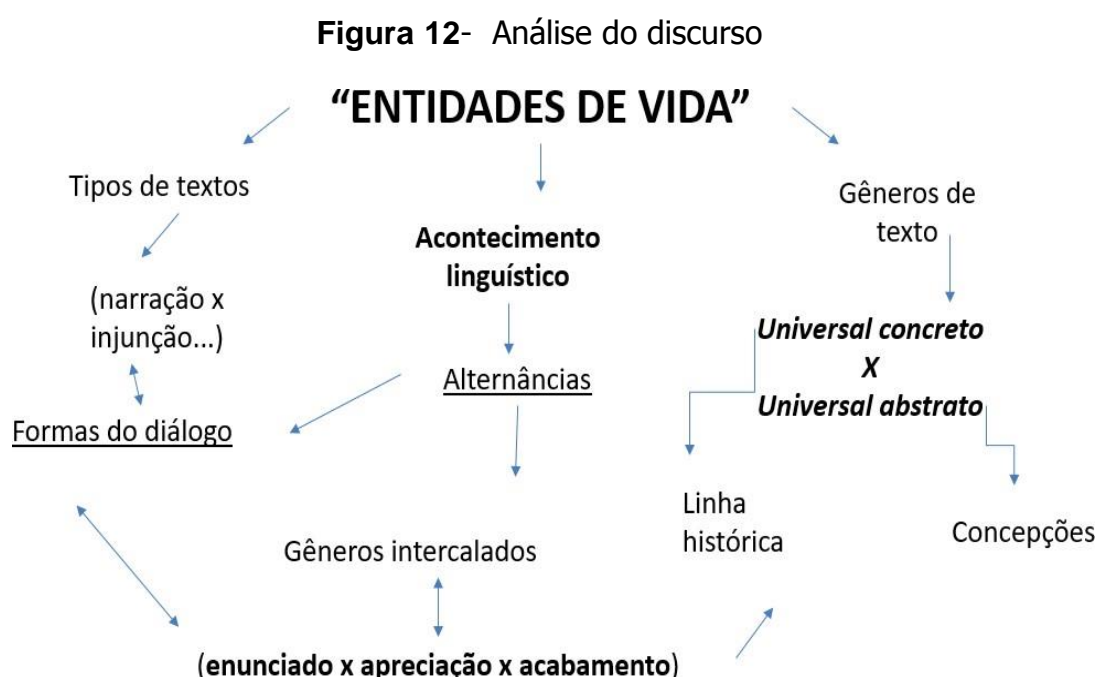 Figura 12-  Análise do discurso
“ENTIDADES DE VIDA”
Tipos de textos
Gêneros de
texto
Acontecimento
linguístico
(narração x
injunção...)
Universal concreto
X
Universal abstrato
Alternâncias
Formas do diálogo
Linha
histórica
Concepções
Gêneros intercalados
(enunciado x apreciação x acabamento)